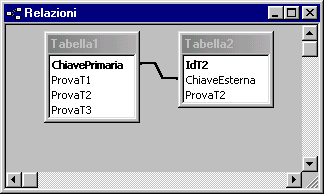 Relazioni
Tabella1
ChiavePrimaria
ProvaT1
ProvaT2
ProvaT3
Tabella2
IdT2
ChiaveEsterna
ProvaT2